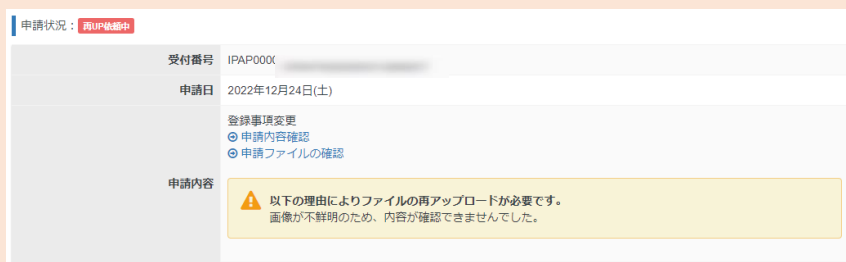 申請状況：再UP依頼中
受付番号 IPAP0000
申請日 2022年12月24日(土)
登録事項変更
申請内容確認
申請ファイルの確認
申請内容
以下の理由によりファイルの再アップロードが必要です。
画像が不鮮明のため、内容が確認できませんでした。